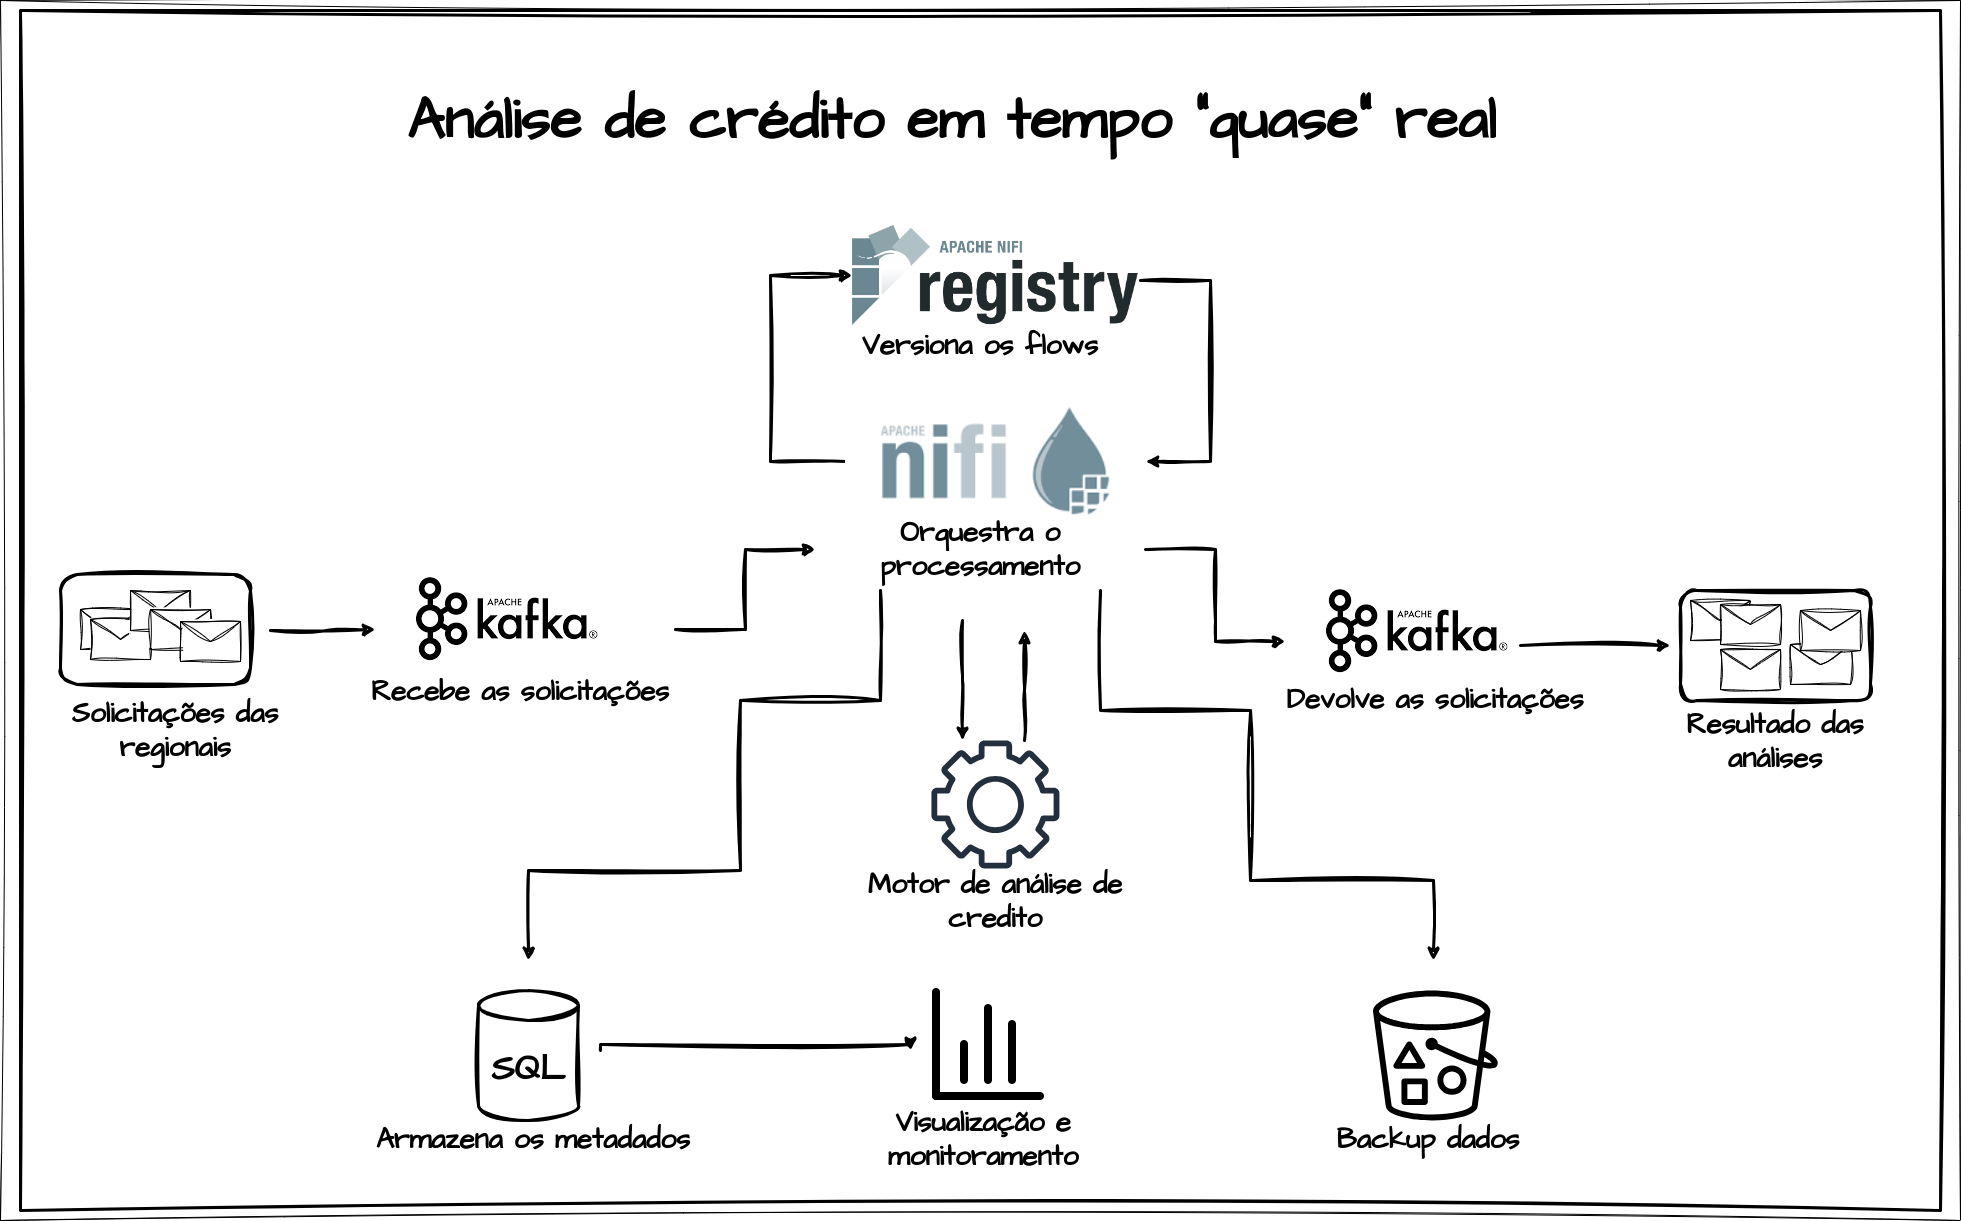 Análise de crédito em tempo "quase" real
APACHE NIFI
registry
Versiona os flows
APACHE
nifi
Orquestra o
processamento
Solicitações das
regionais
APACHE
kafka®
Recebe as solicitações
APACHE
kafka®
Devolve as solicitações
Resultado das
análises
Motor de análise de
credito
SQL
Armazena os metadados
Visualização e
monitoramento
Backup dados